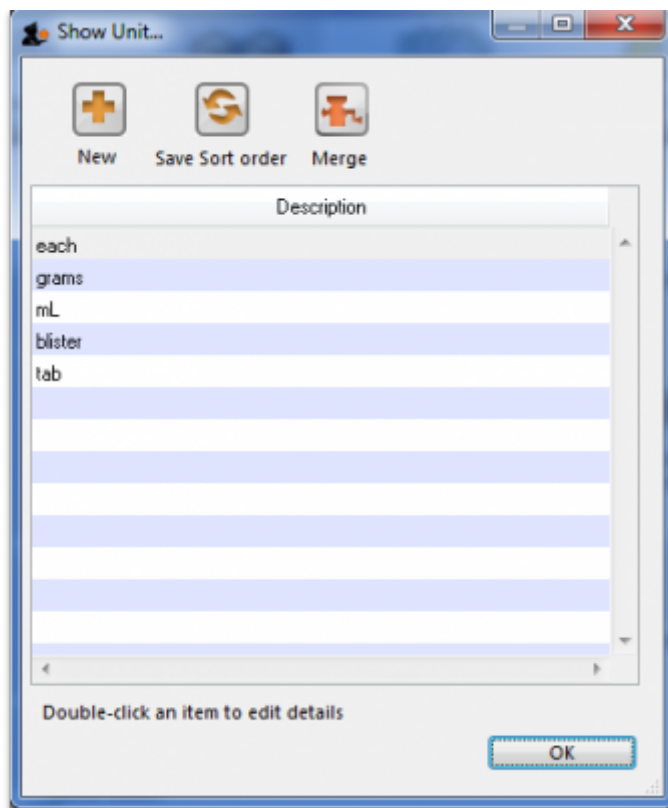 Show Unit...
New Save Sort order Merge
Description
each
grams
mL
blister
tab
Double-click an item to edit details
OK